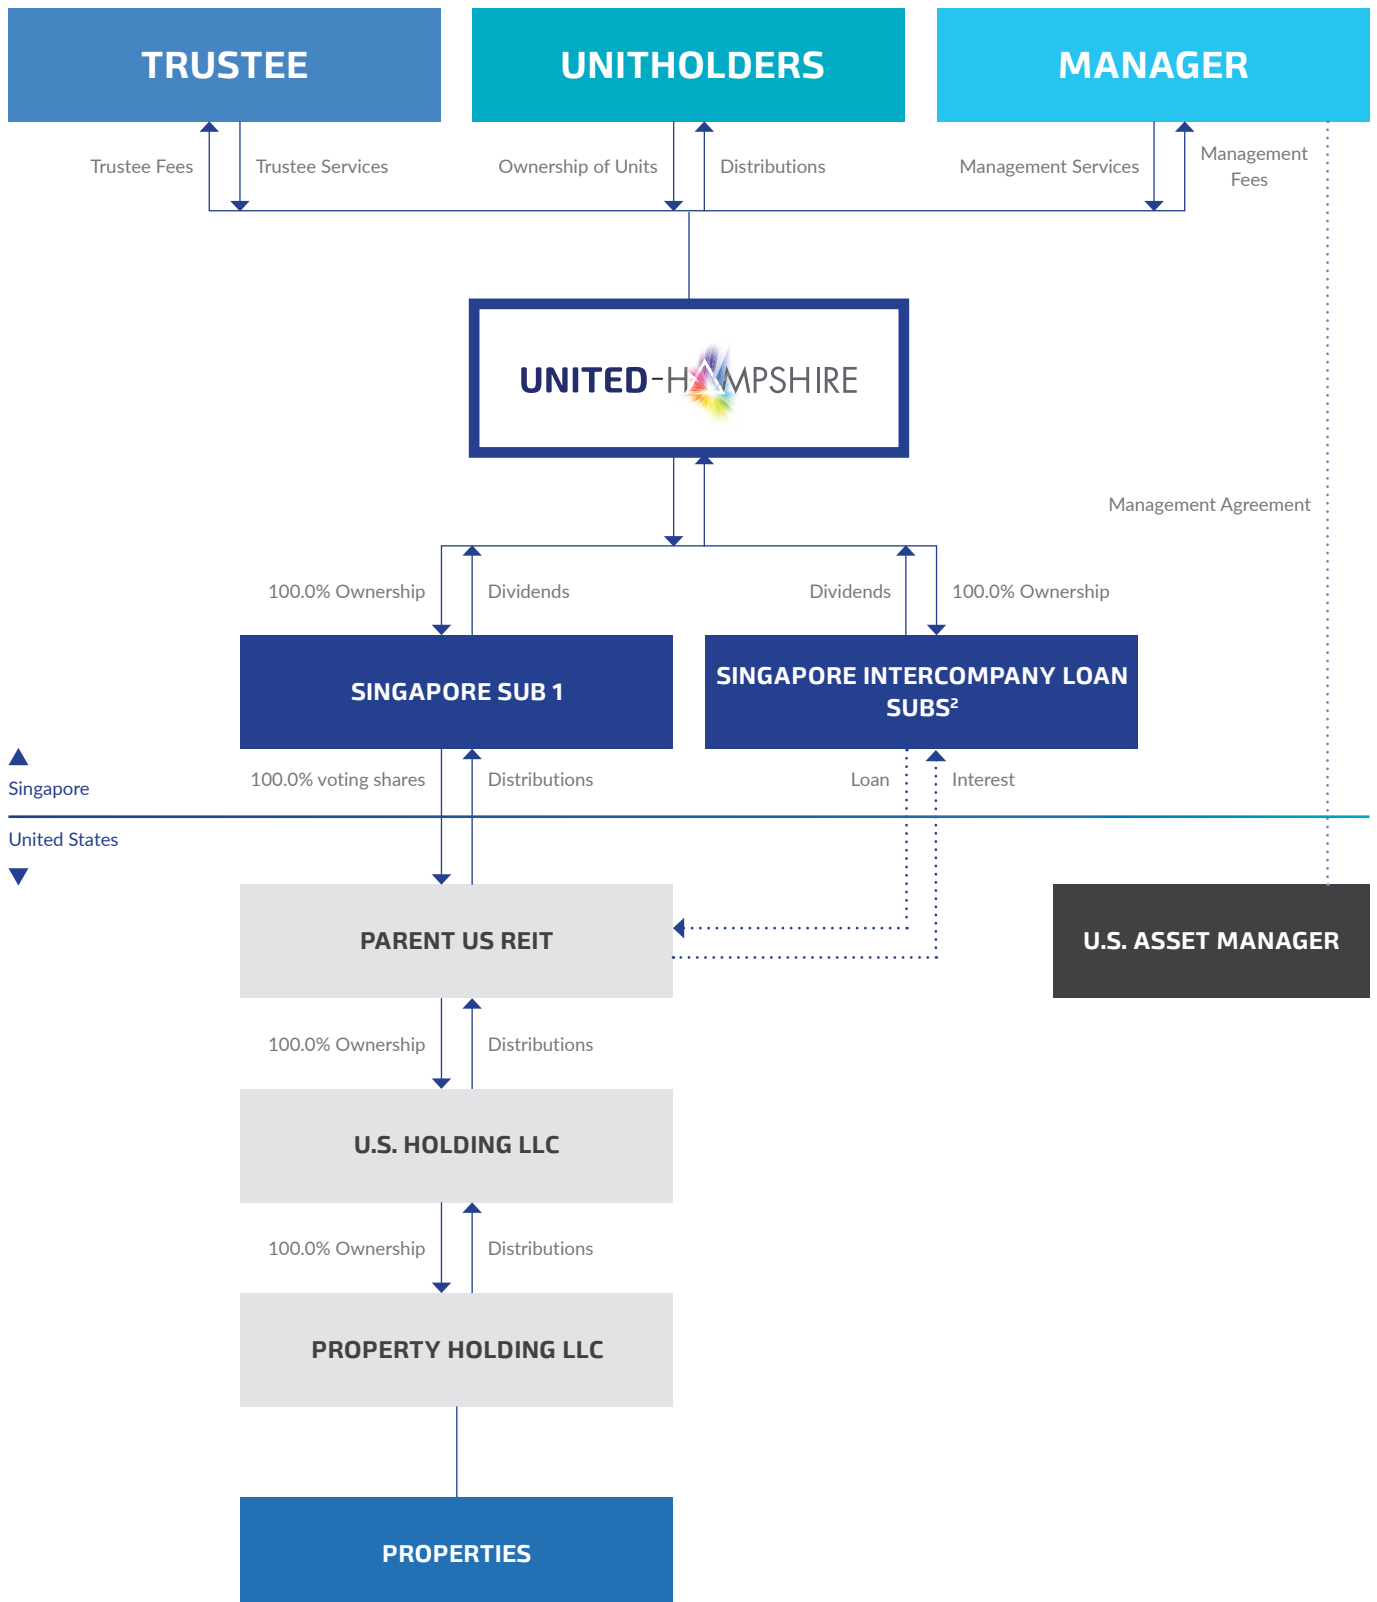 TRUSTEE
UNITHOLDERS
MANAGER
Trustee Fees
Trustee Services
Ownership of Units
Distributions
Management Services
Management
Fees
UNITED-HAMPSHIRE
Management Agreement
100.0% Ownership
Dividends
Dividends
100.0% Ownership
SINGAPORE SUB 1
SINGAPORE INTERCOMPANY LOAN
SUBS²
100.0% voting shares
Distributions
Loan
Interest
Singapore
United States
PARENT US REIT
U.S. ASSET MANAGER
100.0% Ownership
Distributions
U.S. HOLDING LLC
100.0% Ownership
Distributions
PROPERTY HOLDING LLC
PROPERTIES